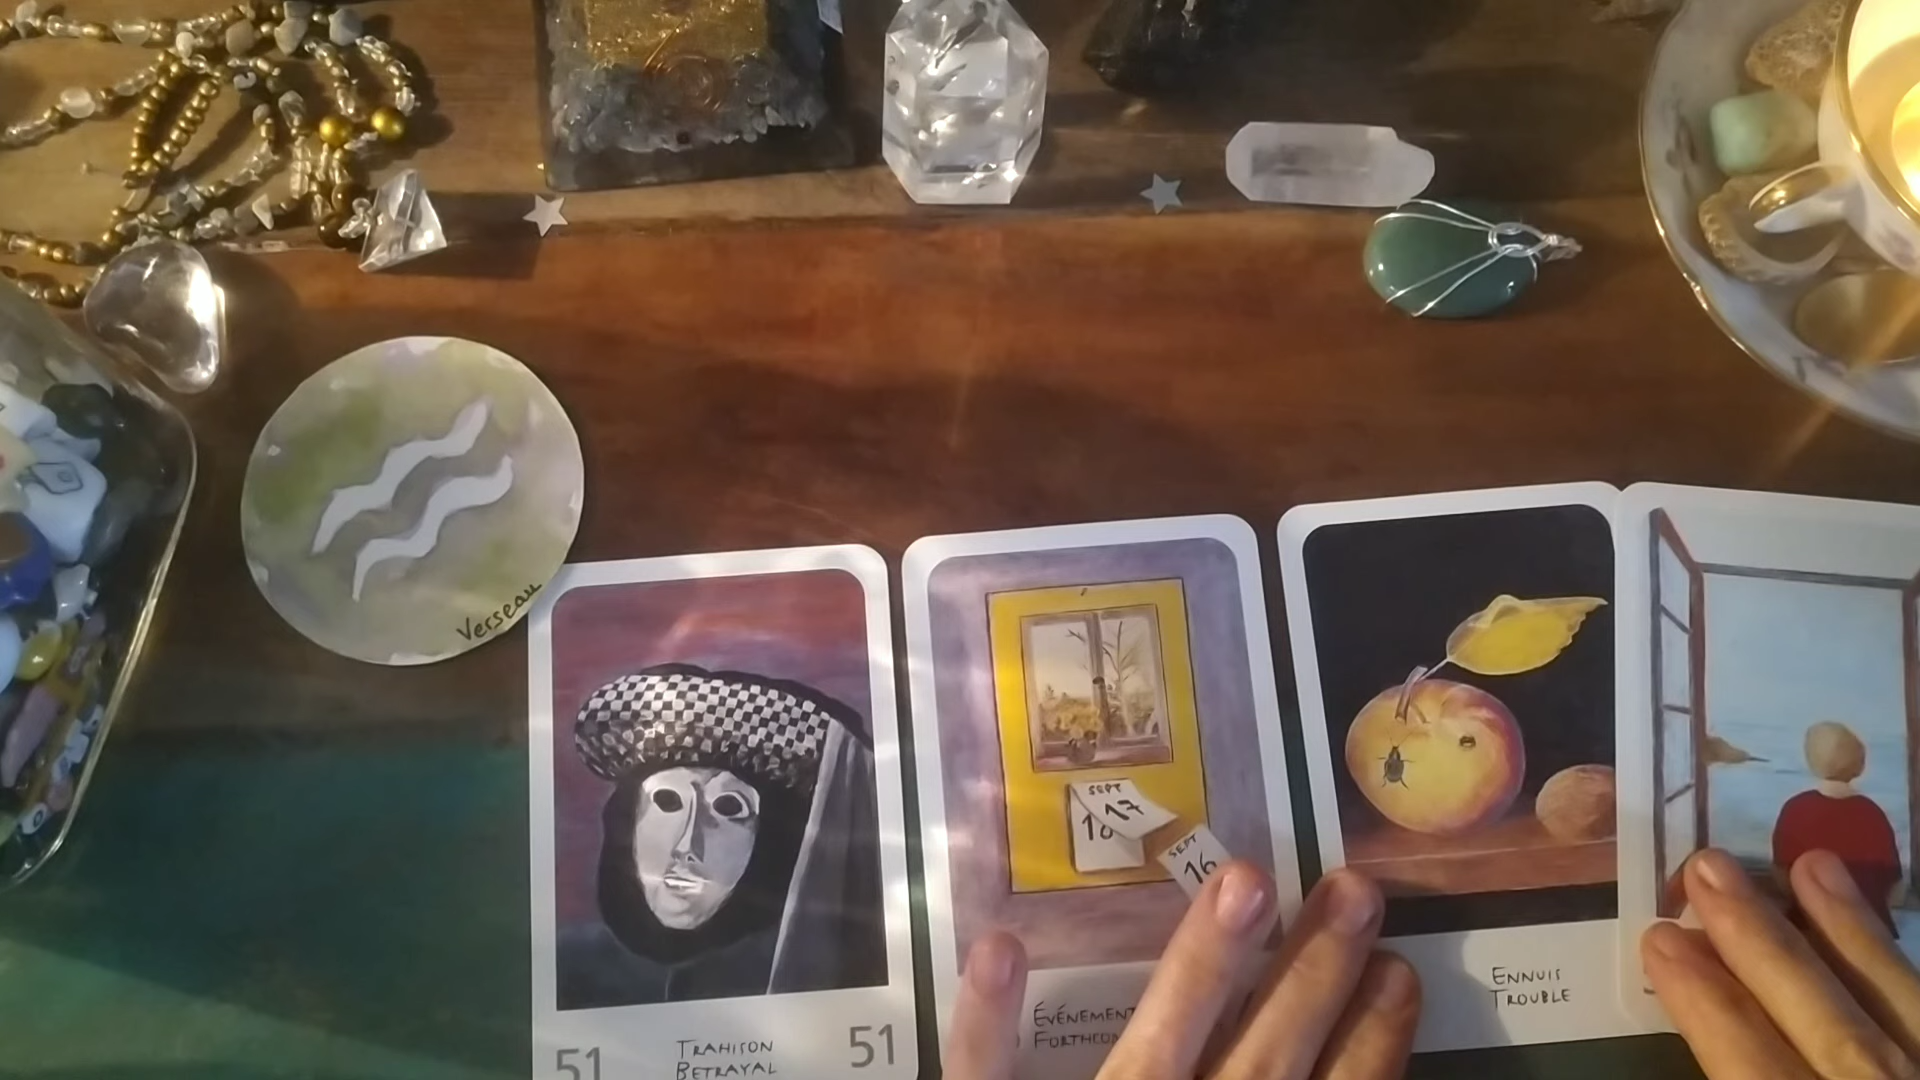 Verseau
SEPT
17
SEPT
16
TRAHISON
BETRAYAL
51
51
ÉVÉNEMENT
ENNUIS
TROUBLE